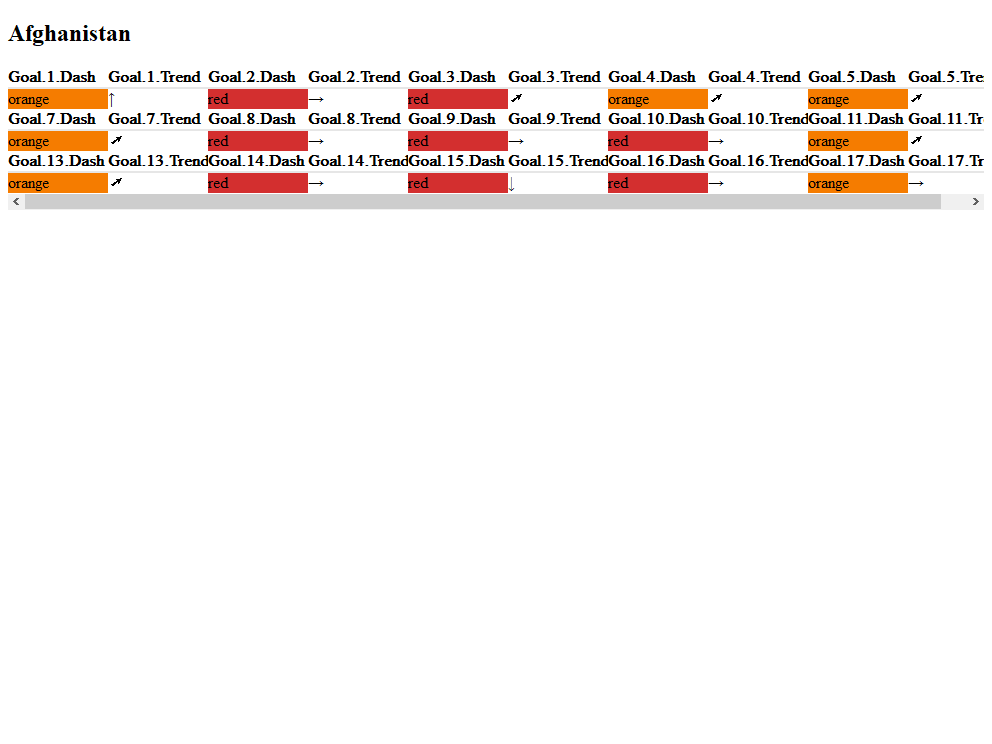 Afghanistan
Goal.1.Dash Goal.1.Trend Goal.2.Dash Goal.2.Trend Goal.3.Dash Goal.3.Trend Goal.4.Dash Goal.4.Trend Goal.5.Dash Goal.5.Tre
orange ↑ red → red ➚ orange ➚ orange ➚
Goal.7.Dash Goal.7.Trend Goal.8.Dash Goal.8.Trend Goal.9.Dash Goal.9.Trend Goal.10.Dash Goal.10.Trend Goal.11.Dash Goal.11.Tr
orange ➚ red → red → red → orange ➚
Goal.13.Dash Goal.13.Trend Goal.14.Dash Goal.14.Trend Goal.15.Dash Goal.15.Trend Goal.16.Dash Goal.16.Trend Goal.17.Dash Goal.17.Tr
orange ➚ red → red ↓ red → orange →